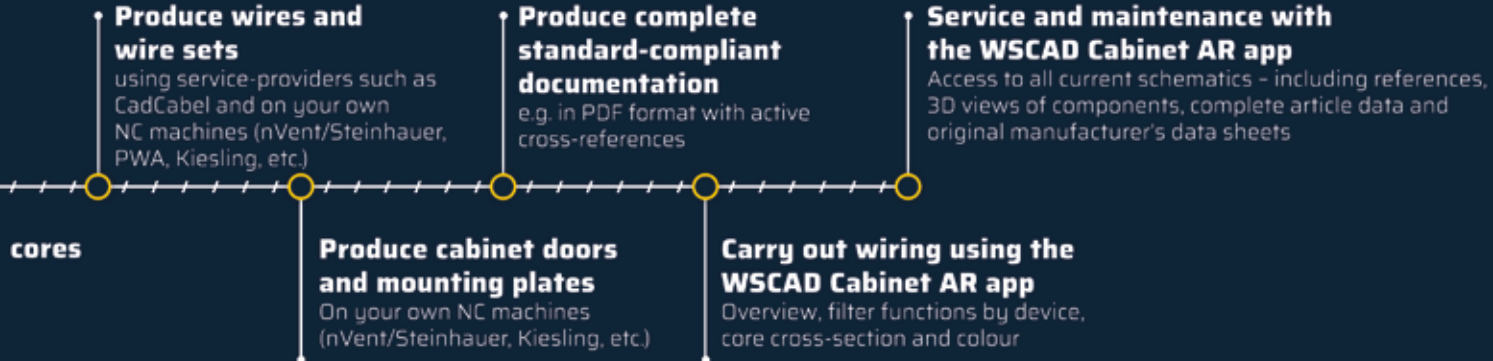 Produce wires and
wire sets
using service-providers such as
CadCabel and on your own
NC machines (nVent/Steinhauer,
PWA, Kiesling, etc.)
Produce complete
standard-compliant
documentation
e.g. in PDF format with active
cross-references
Service and maintenance with
the WSCAD Cabinet AR app
Access to all current schematics – including references,
3D views of components, complete article data and
original manufacturer's data sheets
cores
Produce cabinet doors
and mounting plates
On your own NC machines
(nVent/Steinhauer, Kiesling, etc.)
Carry out wiring using the
WSCAD Cabinet AR app
Overview, filter functions by device,
core cross-section and colour